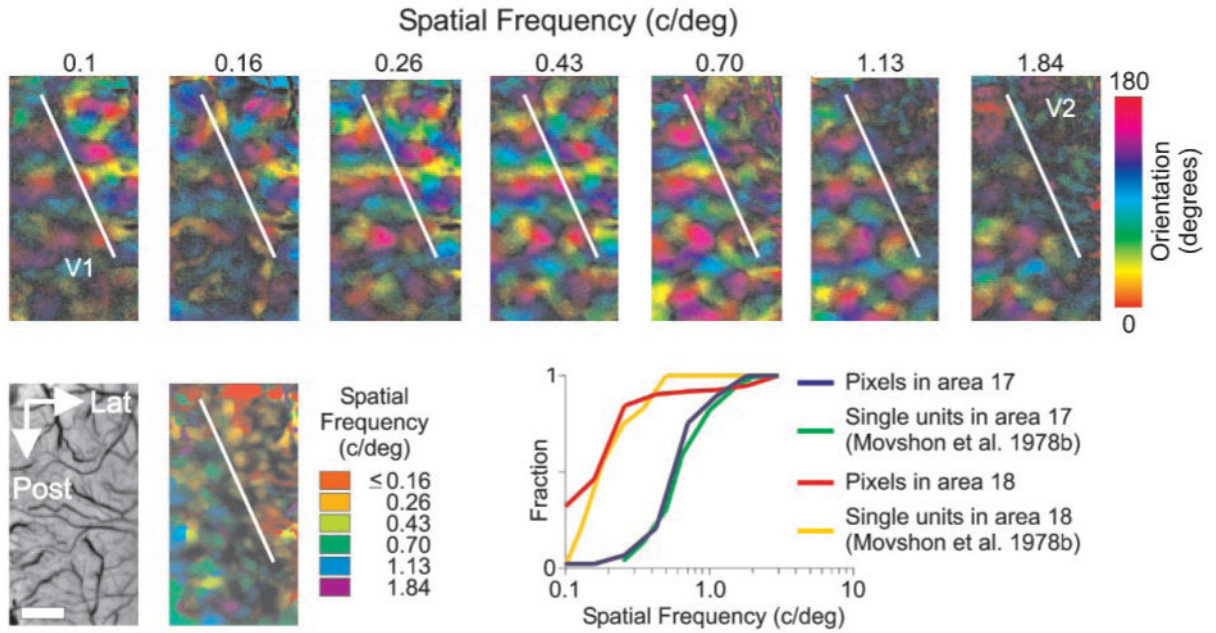 Spatial Frequency (c/deg)
0.1 0.16 0.26 0.43 0.70 1.13 1.84
V1
V2
180
0
Orientation
(degrees)
Lat
Post
Spatial
Frequency
(c/deg)
≤ 0.16
0.26
0.43
0.70
1.13
1.84
1
0
Fraction
0.1 1.0 10
Spatial Frequency (c/deg)
Pixels in area 17
Single units in area 17
(Movshon et al. 1978b)
Pixels in area 18
Single units in area 18
(Movshon et al. 1978b)